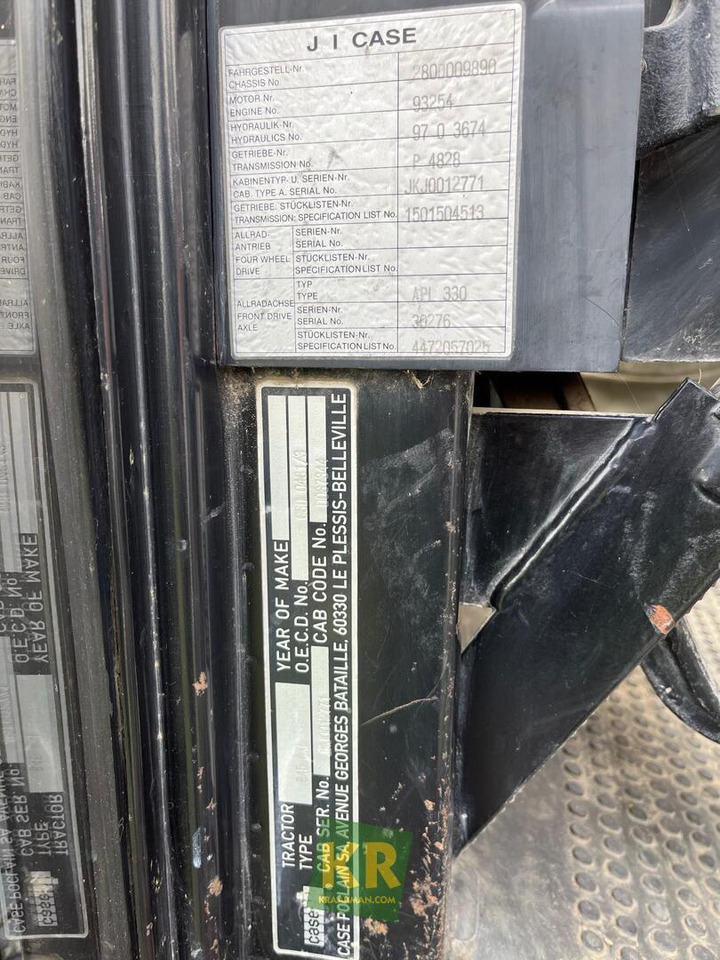 J I CASE
FAHRGESTELL-Nr.
CHASSIS No. 2800009890
MOTOR Nr.
ENGINE No. 93254
HYDRAULIK-Nr.
HYDRAULICS No. 97 0 3674
GETRIEBE-Nr.
TRANSMISSION No. P 4828
KABINENTYP- U. SERIEN-Nr.
CAB. TYPE A. SERIAL No. JKJ0012771
GETRIEBE. STÜCKLISTEN-Nr.
TRANSMISSION: SPECIFICATION LIST No. 1501504513
ALLRAD-
ANTRIEB
FOUR WHEEL
DRIVE
SERIEN-Nr.
SERIAL No.
STÜCKLISTEN-Nr.
SPECIFICATION LIST No.
ALLRADACHSE
FRONT DRIVE
AXLE
TYP
TYPE APL 330
SERIEN-Nr.
SERIAL No. 30276
STÜCKLISTEN-Nr.
SPECIFICATION LIST No. 4472057025
TRACTOR
TYPE
YEAR OF MAKE
O.E.C.D. No.
CAB SER. No.
CAB CODE No.
case
CASE POCLAIN SA, AVENUE GEORGES BATAILLE, 60330 LE PLESSIS-BELLEVILLE
KR
KRAAKMAN.COM